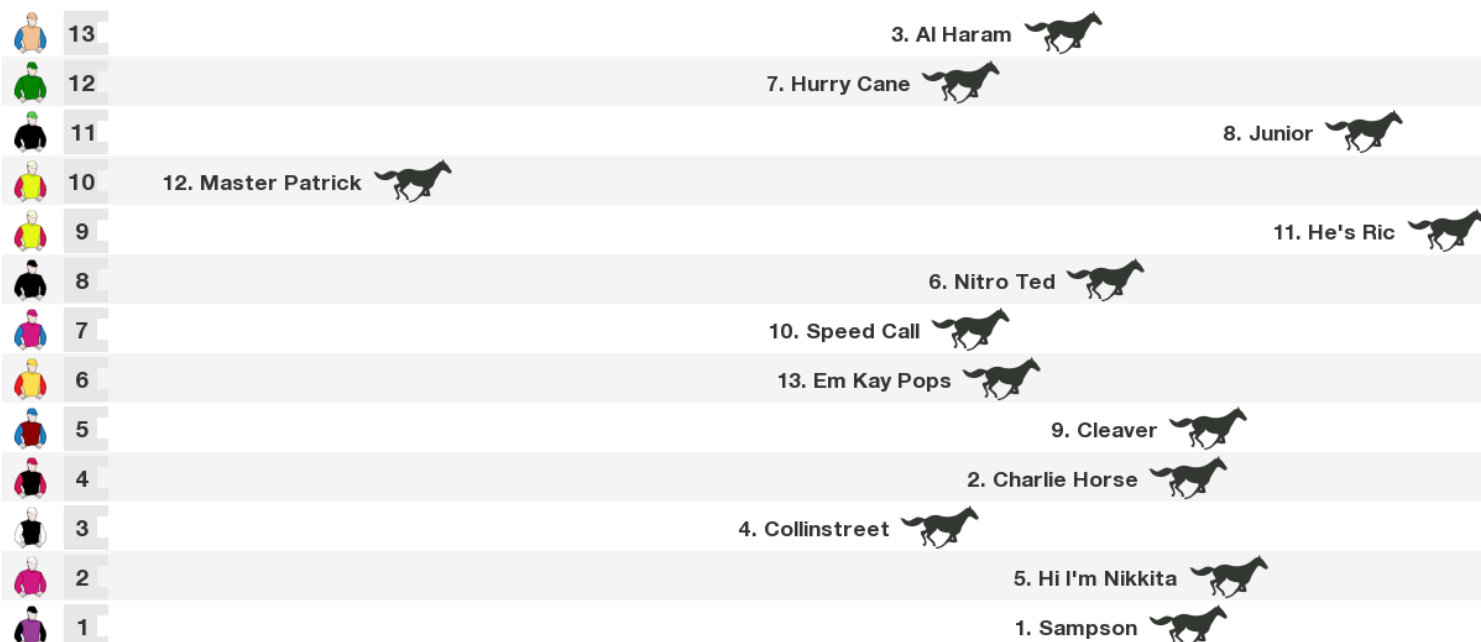 13 3. Al Haram
12 7. Hurry Cane
11 8. Junior
10 12. Master Patrick
9 11. He's Ric
8 6. Nitro Ted
7 10. Speed Call
6 13. Em Kay Pops
5 9. Cleaver
4 2. Charlie Horse
3 4. Collinstreet
2 5. Hi I'm Nikkita
1 1. Sampson